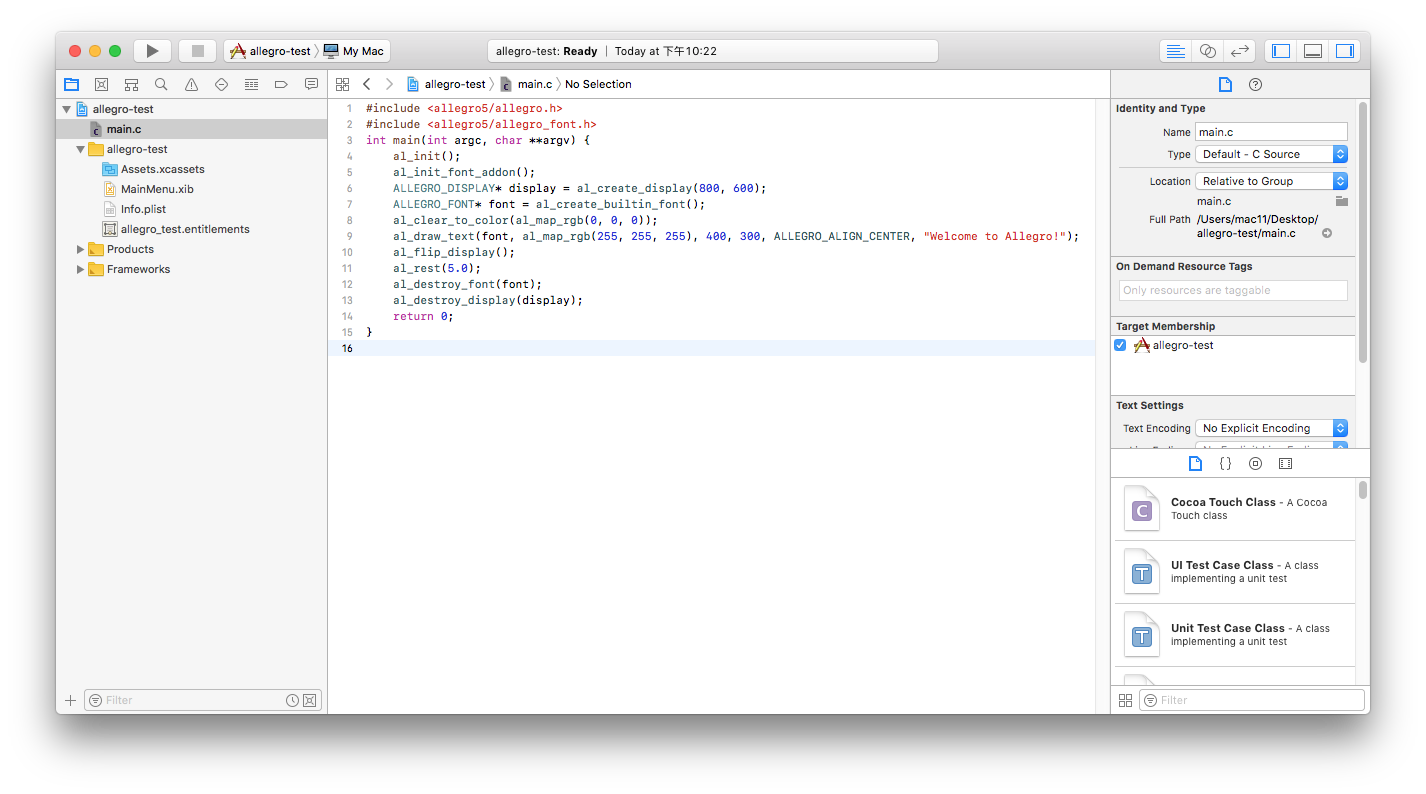 allegro-test
My Mac
allegro-test: Ready | Today at 下午10:22
allegro-test
main.c
No Selection
allegro-test
main.c
allegro-test
Assets.xcassets
MainMenu.xib
Info.plist
allegro_test.entitlements
Products
Frameworks
Filter
1 #include <allegro5/allegro.h>
2 #include <allegro5/allegro_font.h>
3 int main(int argc, char **argv) {
4 al_init();
5 al_init_font_addon();
6 ALLEGRO_DISPLAY* display = al_create_display(800, 600);
7 ALLEGRO_FONT* font = al_create_builtin_font();
8 al_clear_to_color(al_map_rgb(0, 0, 0));
9 al_draw_text(font, al_map_rgb(255, 255, 255), 400, 300, ALLEGRO_ALIGN_CENTER, "Welcome to Allegro!");
10 al_flip_display();
11 al_rest(5.0);
12 al_destroy_font(font);
13 al_destroy_display(display);
14 return 0;
15 }
16
Identity and Type
Name main.c
Type Default - C Source
Location Relative to Group
main.c
Full Path /Users/mac11/Desktop/
allegro-test/main.c
On Demand Resource Tags
Only resources are taggable
Target Membership
allegro-test
Text Settings
Text Encoding No Explicit Encoding
C Cocoa Touch Class - A Cocoa
Touch class
T UI Test Case Class - A class
implementing a unit test
T Unit Test Case Class - A class
implementing a unit test
Filter